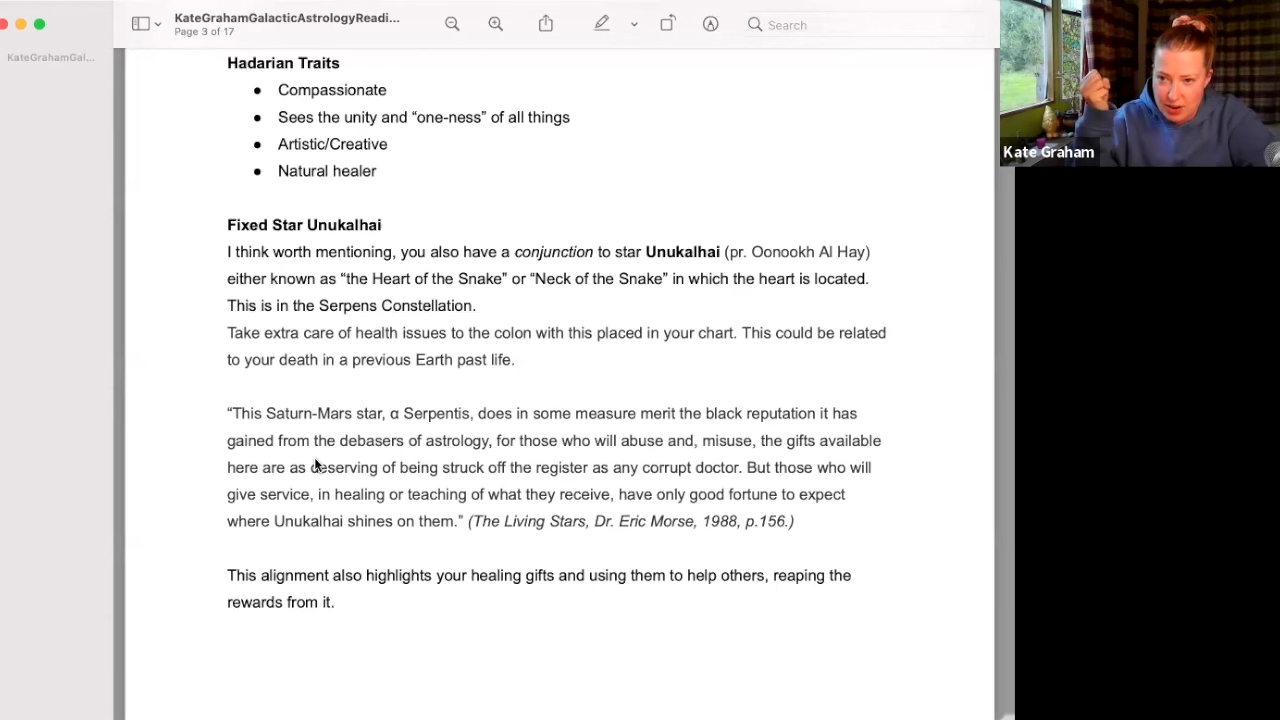 KateGrahamGalacticAstrologyReadi...
Page 3 of 17
Search
KateGrahamGal...
Kate Graham
Hadarian Traits
● Compassionate
● Sees the unity and “one-ness” of all things
● Artistic/Creative
● Natural healer
Fixed Star Unukalhai
I think worth mentioning, you also have a conjunction to star Unukalhai (pr. Oonookh Al Hay)
either known as “the Heart of the Snake” or “Neck of the Snake” in which the heart is located.
This is in the Serpens Constellation.
Take extra care of health issues to the colon with this placed in your chart. This could be related
to your death in a previous Earth past life.
“This Saturn-Mars star, α Serpentis, does in some measure merit the black reputation it has
gained from the debasers of astrology, for those who will abuse and, misuse, the gifts available
here are as deserving of being struck off the register as any corrupt doctor. But those who will
give service, in healing or teaching of what they receive, have only good fortune to expect
where Unukalhai shines on them.” (The Living Stars, Dr. Eric Morse, 1988, p.156.)
This alignment also highlights your healing gifts and using them to help others, reaping the
rewards from it.